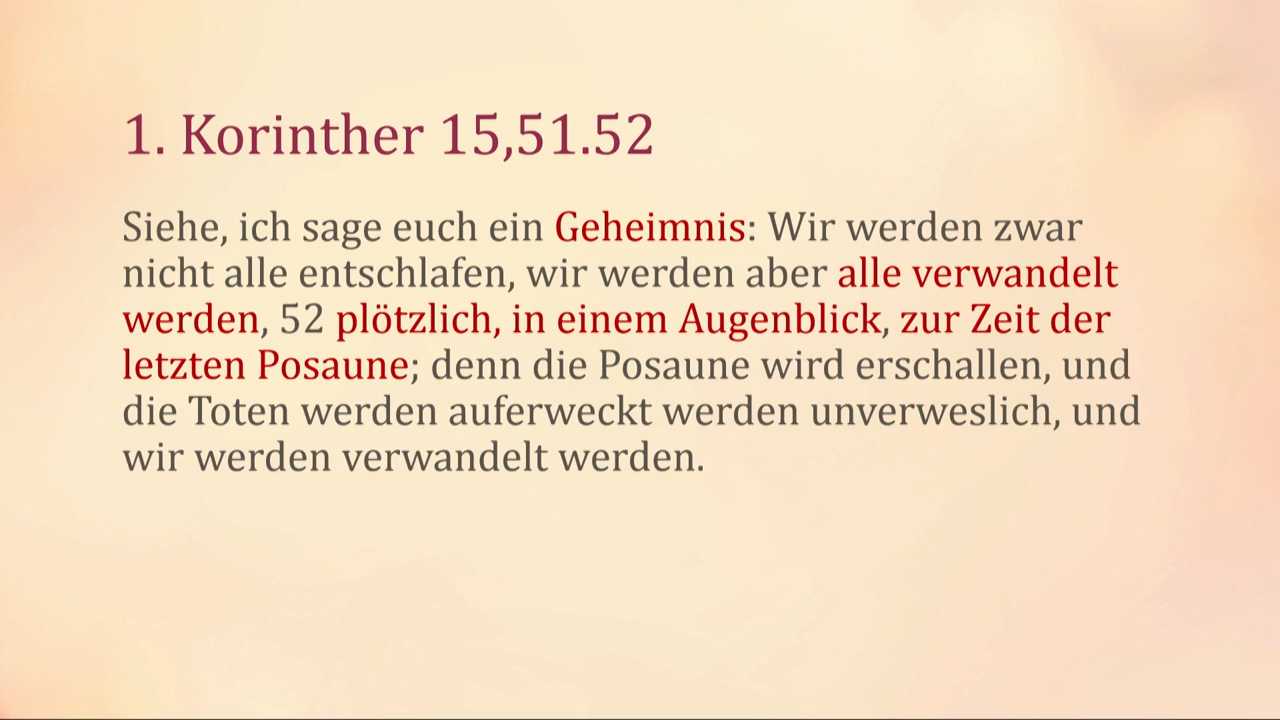 1. Korinther 15,51.52
Siehe, ich sage euch ein Geheimnis: Wir werden zwar
nicht alle entschlafen, wir werden aber alle verwandelt
werden, 52 plötzlich, in einem Augenblick, zur Zeit der
letzten Posaune; denn die Posaune wird erschallen, und
die Toten werden auferweckt werden unverweslich, und
wir werden verwandelt werden.